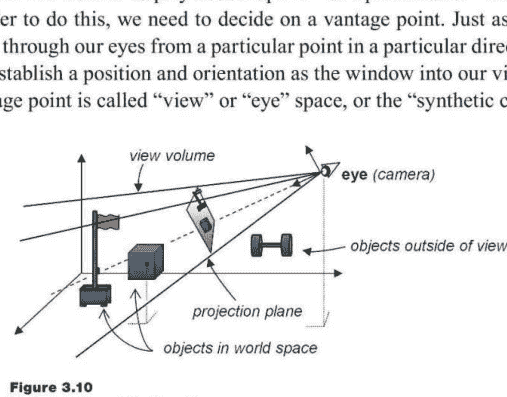 er to do this, we need to decide on a vantage point. Just as
through our eyes from a particular point in a particular direc
stablish a position and orientation as the window into our vi
age point is called “view” or “eye” space, or the “synthetic c
view volume
eye (camera)
objects outside of view
projection plane
objects in world space
Figure 3.10